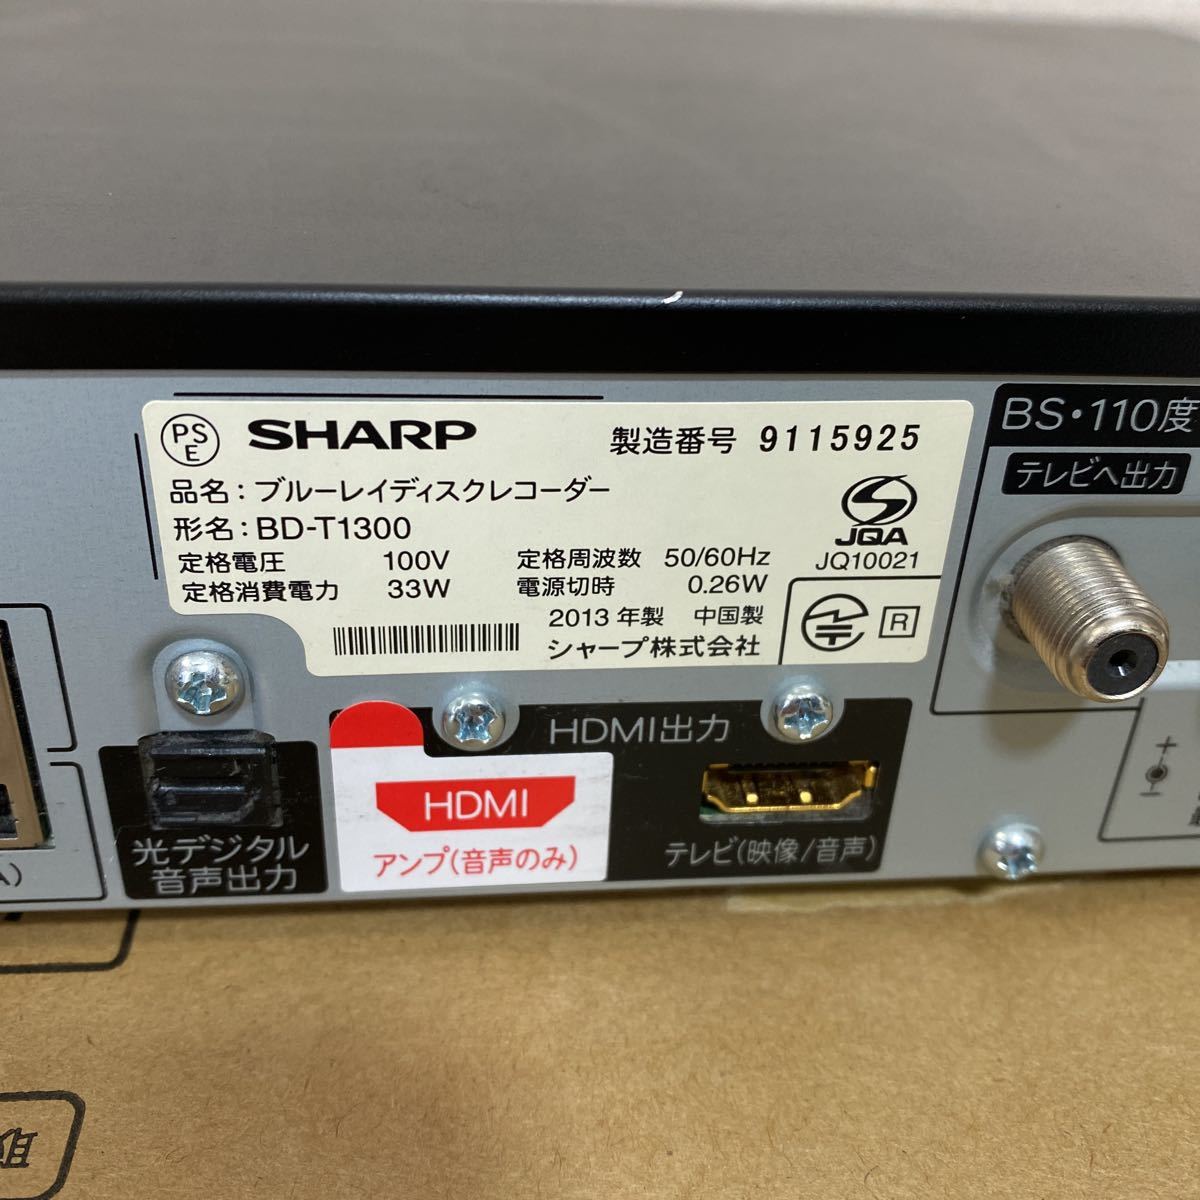 PS
E
SHARP
製造番号 9115925
品名：ブルーレイディスクレコーダー
形名：BD-T1300
定格電圧 100V 定格周波数 50/60Hz
定格消費電力 33W 電源切時 0.26W
2013年製 中国製
シャープ株式会社
JQA
JQ10021
R
BS・110度
テレビへ出力
HDMI出力
HDMI
アンプ(音声のみ)
テレビ(映像/音声)
光デジタル
音声出力
A)